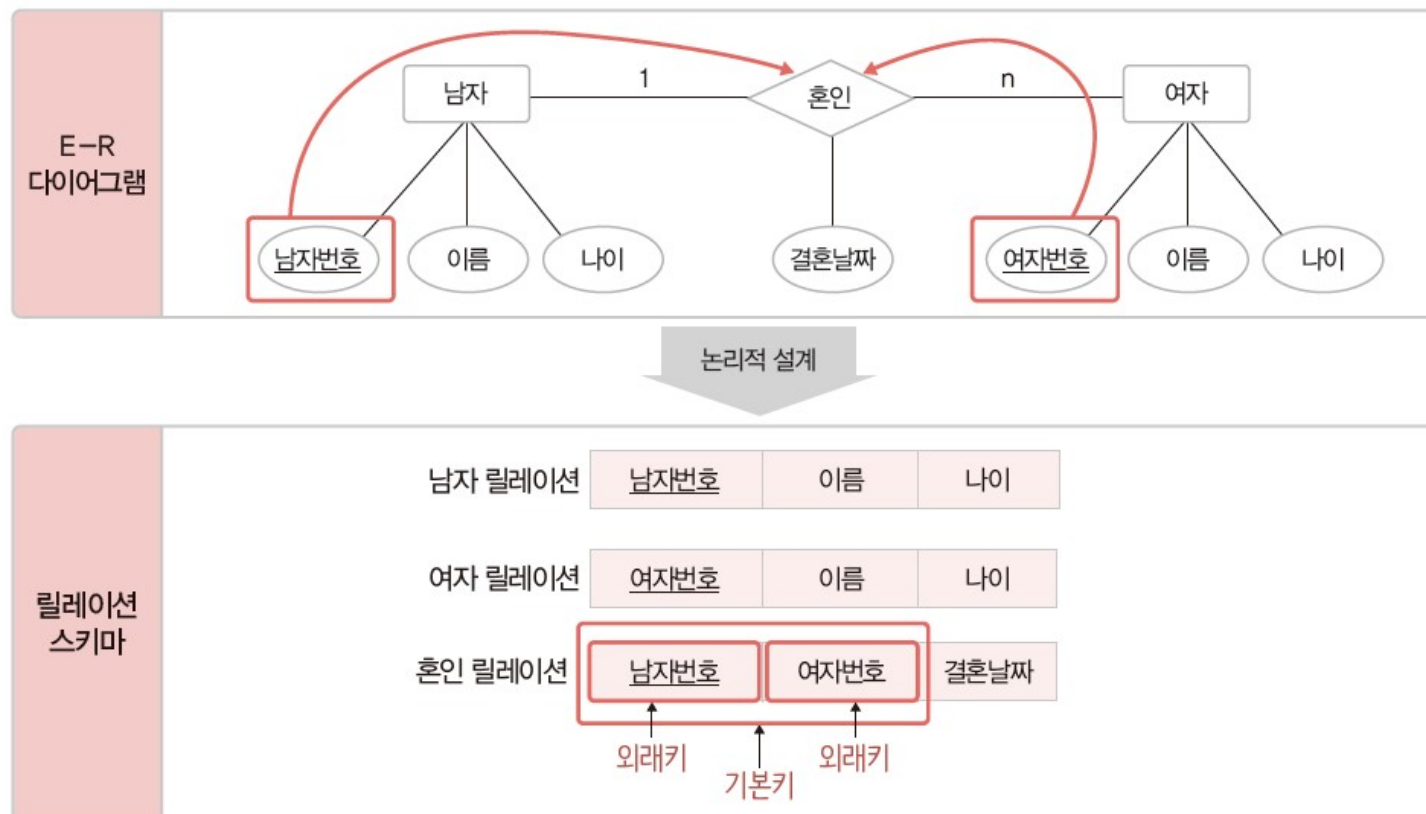 E-R
다이어그램
남자
1
혼인
n
여자
남자번호
이름
나이
결혼날짜
여자번호
이름
나이
논리적 설계
릴레이션
스키마
남자 릴레이션 남자번호 이름 나이
여자 릴레이션 여자번호 이름 나이
혼인 릴레이션 남자번호 여자번호 결혼날짜
외래키 외래키
기본키